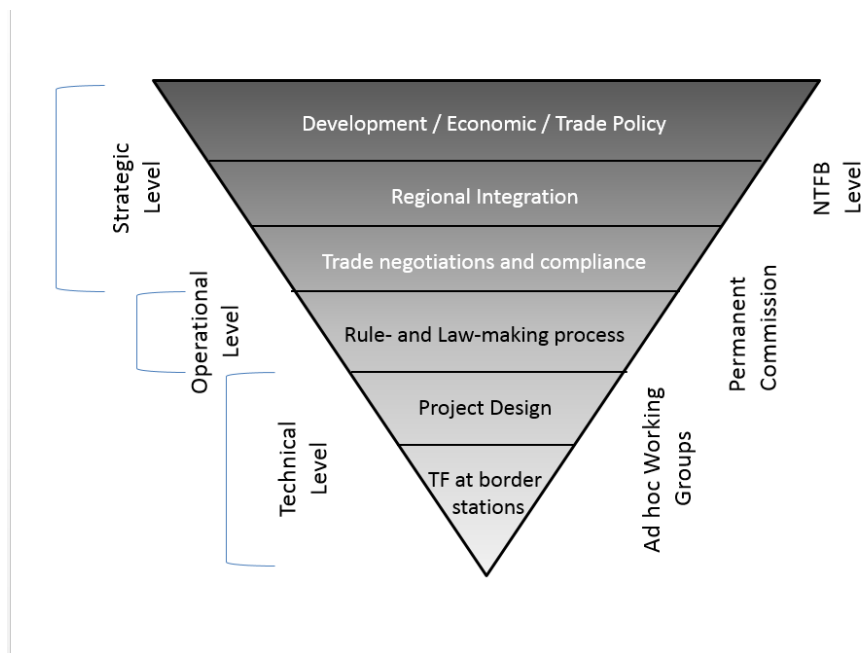 Development / Economic / Trade Policy
Regional Integration
Trade negotiations and compliance
Rule- and Law-making process
Project Design
TF at border
stations
Strategic
Level
Operational
Level
Technical
Level
NTFB
Level
Permanent
Commission
Ad hoc Working
Groups